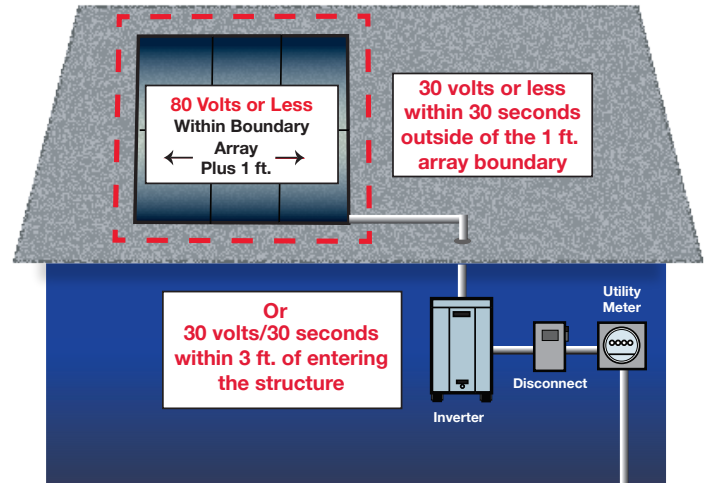 80 Volts or Less
Within Boundary
Array
← →
Plus 1 ft.
30 volts or less
within 30 seconds
outside of the 1 ft.
array boundary
Or
30 volts/30 seconds
within 3 ft. of entering
the structure
Inverter
Disconnect
Utility
Meter